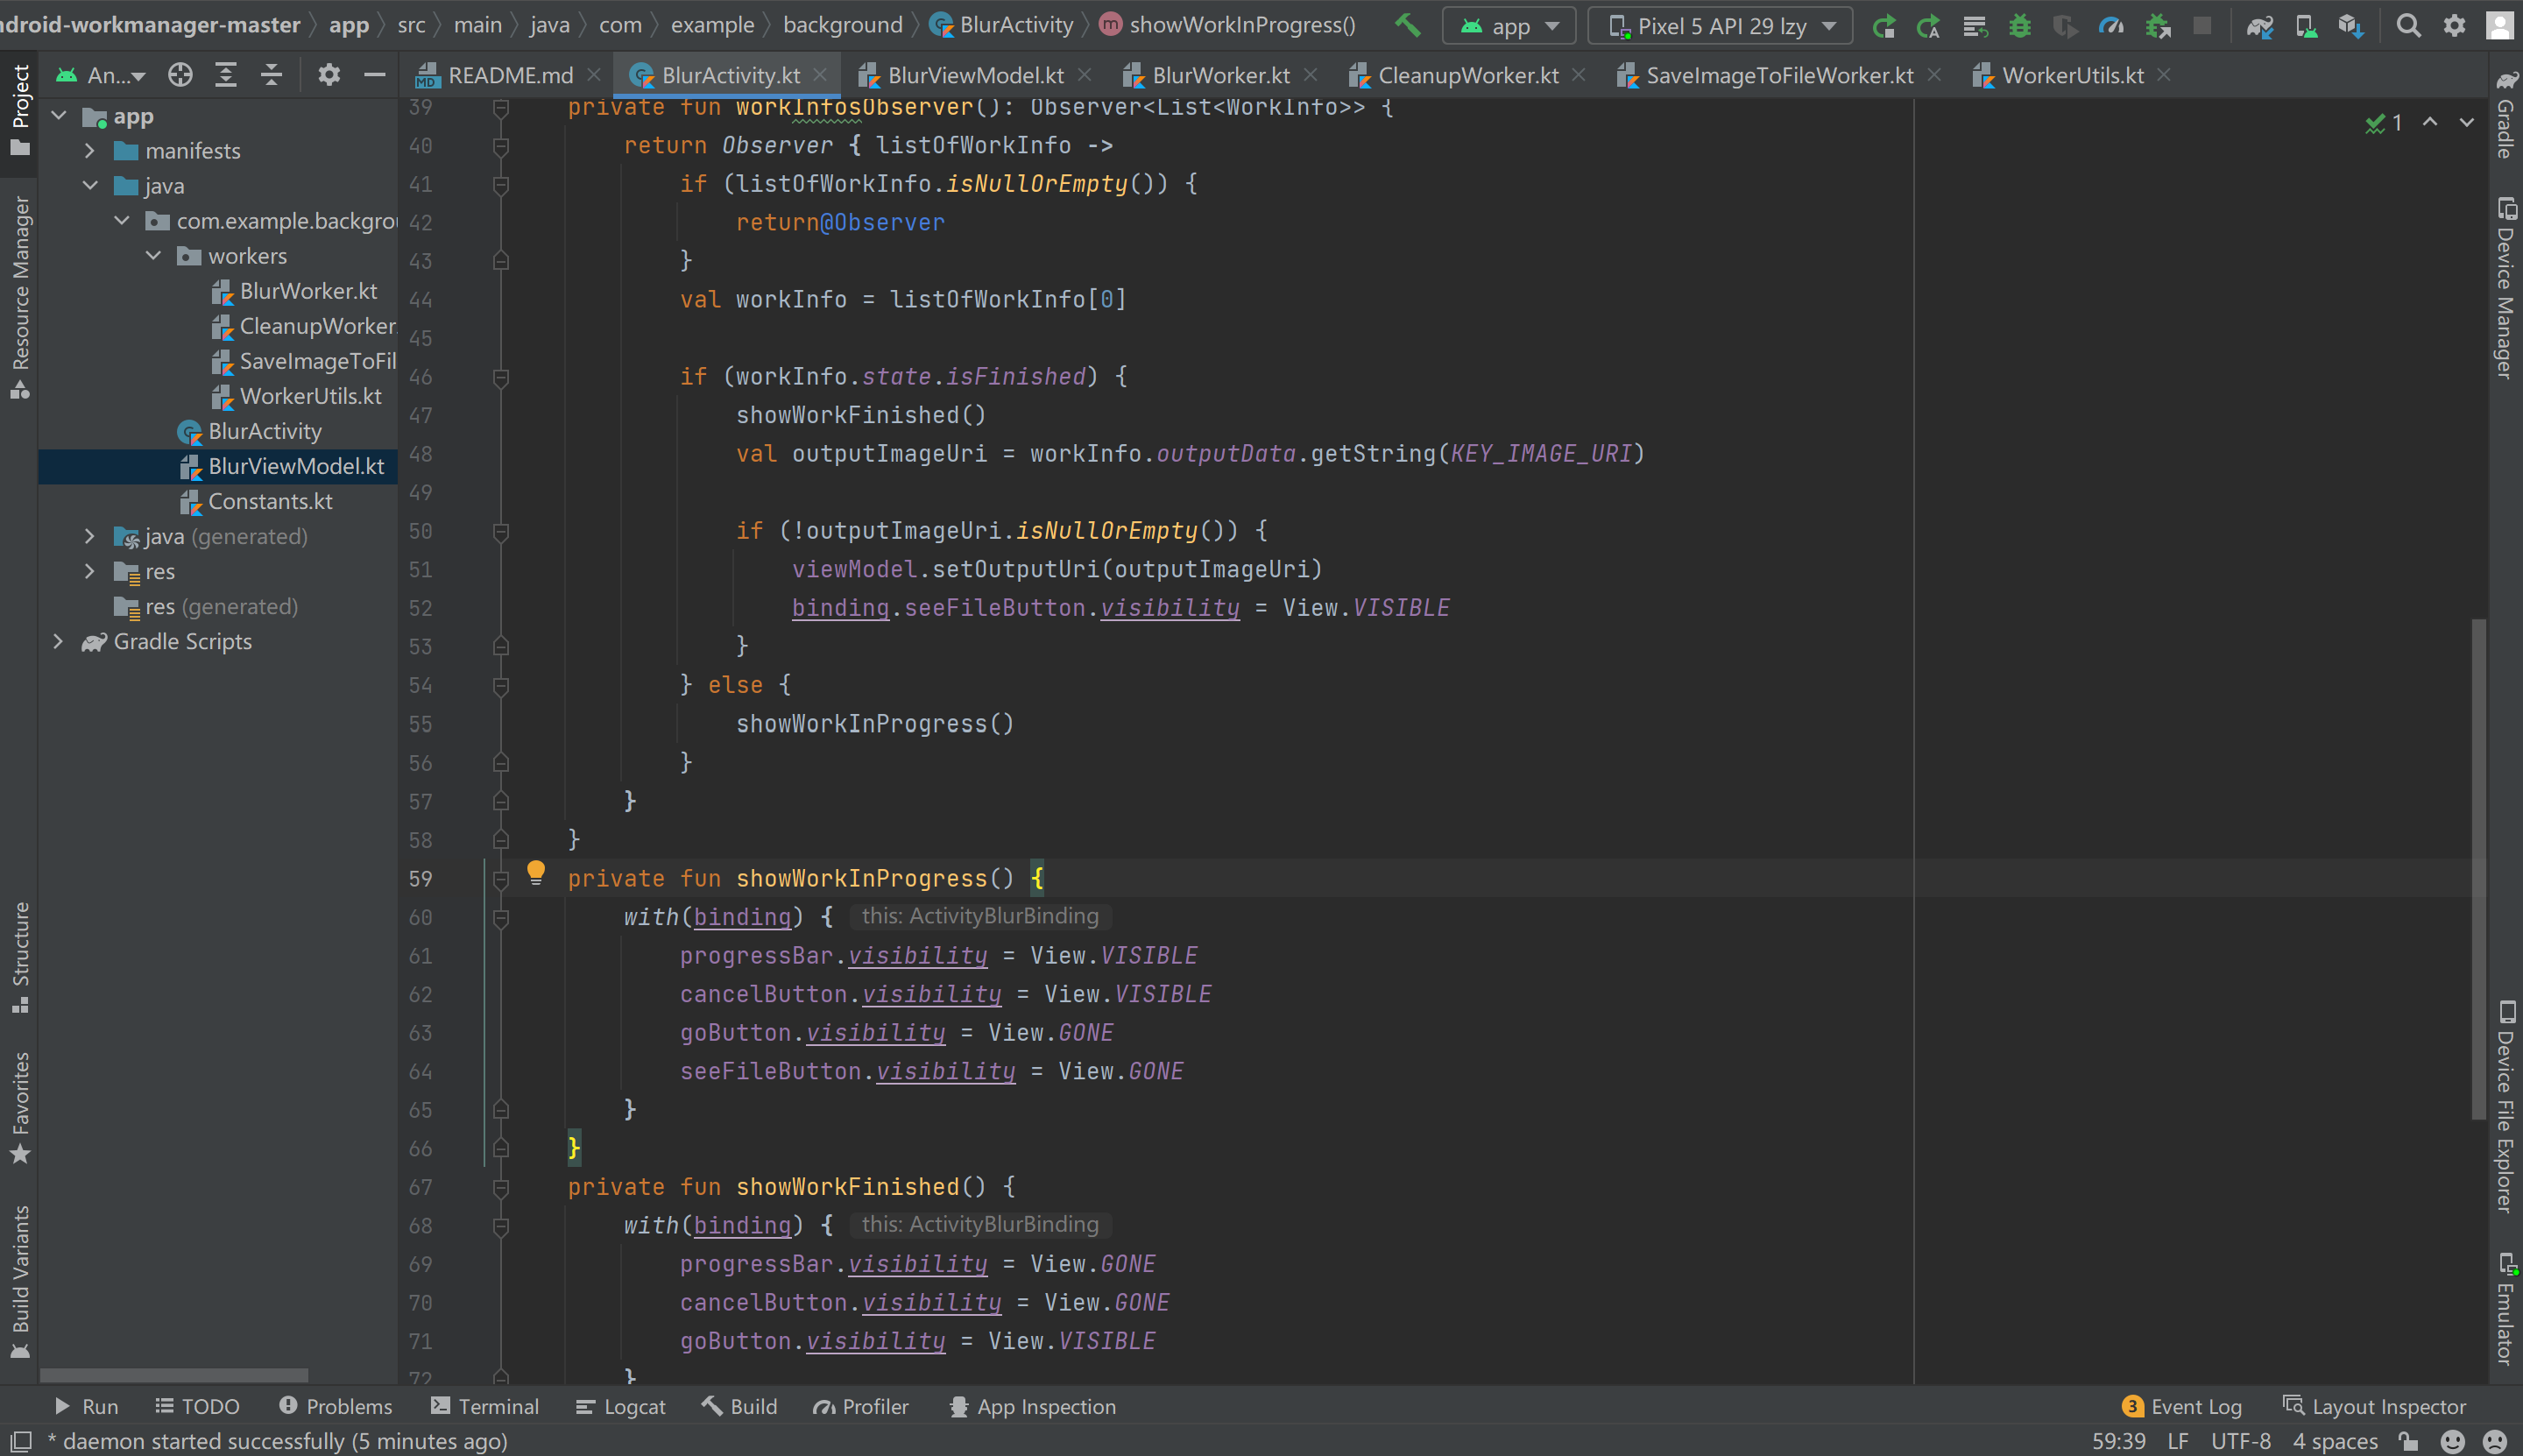 ndroid-workmanager-master app src main java com example background BlurActivity showWorkInProgress() app Pixel 5 API 29 lzy
An... README.md BlurActivity.kt BlurViewModel.kt BlurWorker.kt CleanupWorker.kt SaveImageToFileWorker.kt WorkerUtils.kt
Project
Resource Manager
Structure
Favorites
Build Variants
app
manifests
java
com.example.backgrou
workers
BlurWorker.kt
CleanupWorker.
SaveImageToFil
WorkerUtils.kt
BlurActivity
BlurViewModel.kt
Constants.kt
java (generated)
res
res (generated)
Gradle Scripts
39 private fun workInfosObserver(): Observer<List<WorkInfo>> {
40 return Observer { listOfWorkInfo ->
41 if (listOfWorkInfo.isNullOrEmpty()) {
42 return@Observer
43 }
44 val workInfo = listOfWorkInfo[0]
45
46 if (workInfo.state.isFinished) {
47 showWorkFinished()
48 val outputImageUri = workInfo.outputData.getString(KEY_IMAGE_URI)
49
50 if (!outputImageUri.isNullOrEmpty()) {
51 viewModel.setOutputUri(outputImageUri)
52 binding.seeFileButton.visibility = View.VISIBLE
53 }
54 } else {
55 showWorkInProgress()
56 }
57 }
58 }
59 private fun showWorkInProgress() {
60 with(binding) { this: ActivityBlurBinding
61 progressBar.visibility = View.VISIBLE
62 cancelButton.visibility = View.VISIBLE
63 goButton.visibility = View.GONE
64 seeFileButton.visibility = View.GONE
65 }
66 }
67 private fun showWorkFinished() {
68 with(binding) { this: ActivityBlurBinding
69 progressBar.visibility = View.GONE
70 cancelButton.visibility = View.GONE
71 goButton.visibility = View.VISIBLE
72 }
1
Gradle
Device Manager
Device File Explorer
Emulator
Run TODO Problems Terminal Logcat Build Profiler App Inspection 3 Event Log Layout Inspector
* daemon started successfully (5 minutes ago) 59:39 LF UTF-8 4 spaces